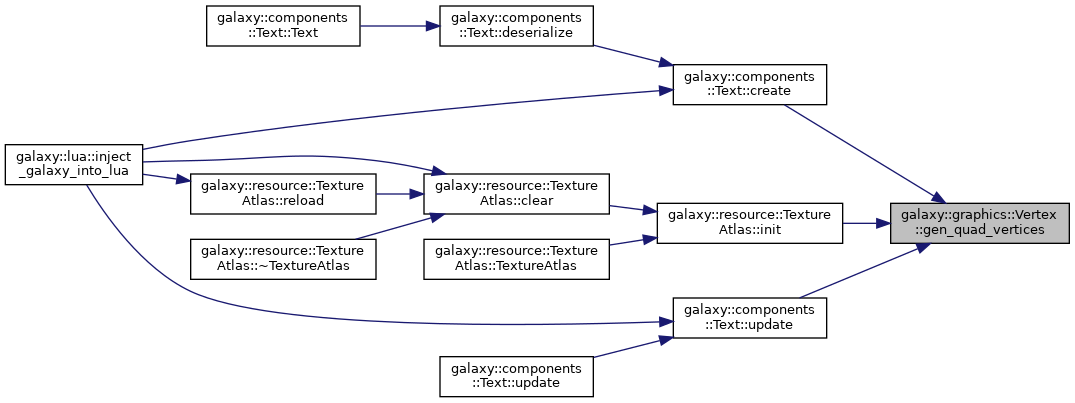 galaxy::components
::Text::Text
galaxy::components
::Text::deserialize
galaxy::components
::Text::create
galaxy::lua::inject
_galaxy_into_lua
galaxy::resource::Texture
Atlas::reload
galaxy::resource::Texture
Atlas::clear
galaxy::resource::Texture
Atlas::init
galaxy::graphics::Vertex
::gen_quad_vertices
galaxy::resource::Texture
Atlas::~TextureAtlas
galaxy::resource::Texture
Atlas::TextureAtlas
galaxy::components
::Text::update
galaxy::components
::Text::update